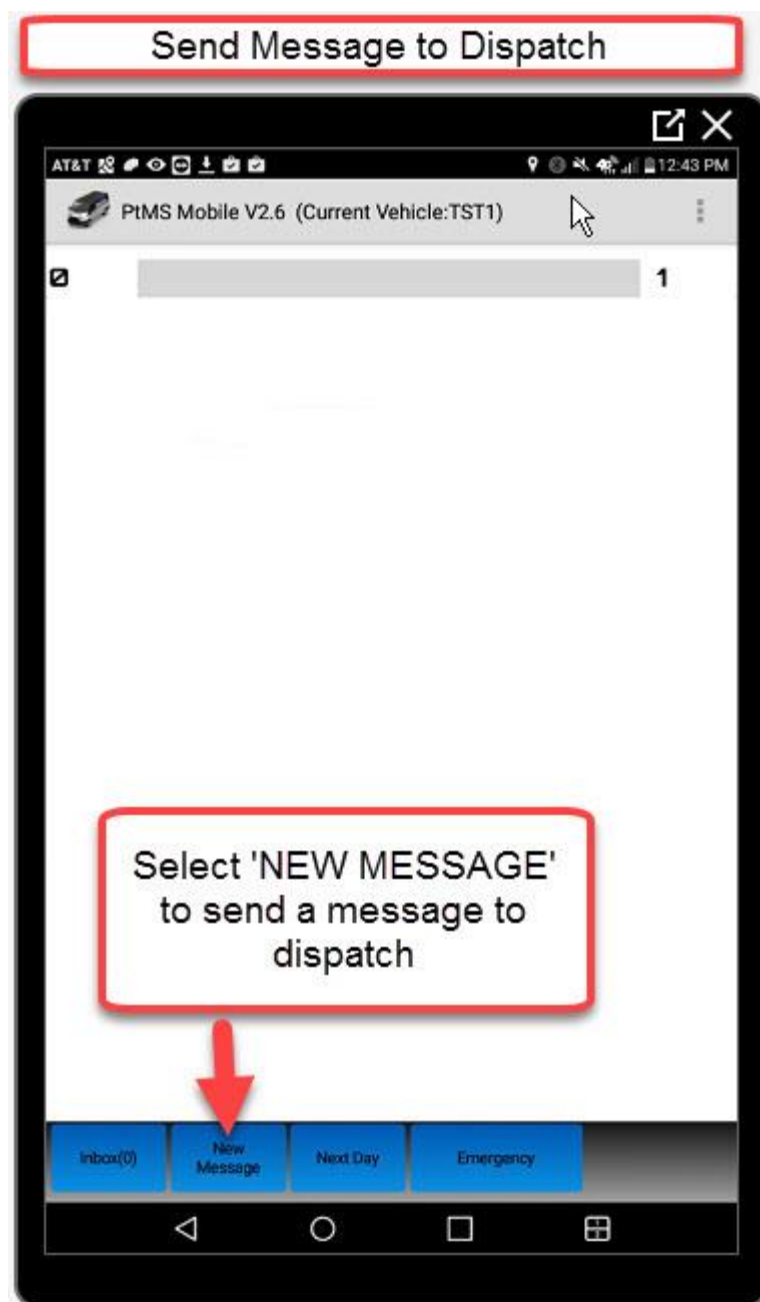 Send Message to Dispatch
AT&T 12:43 PM
PtMS Mobile V2.6 (Current Vehicle:TST1)
0 1
Select 'NEW MESSAGE'
to send a message to
dispatch
Inbox(0) New Message Next Day Emergency